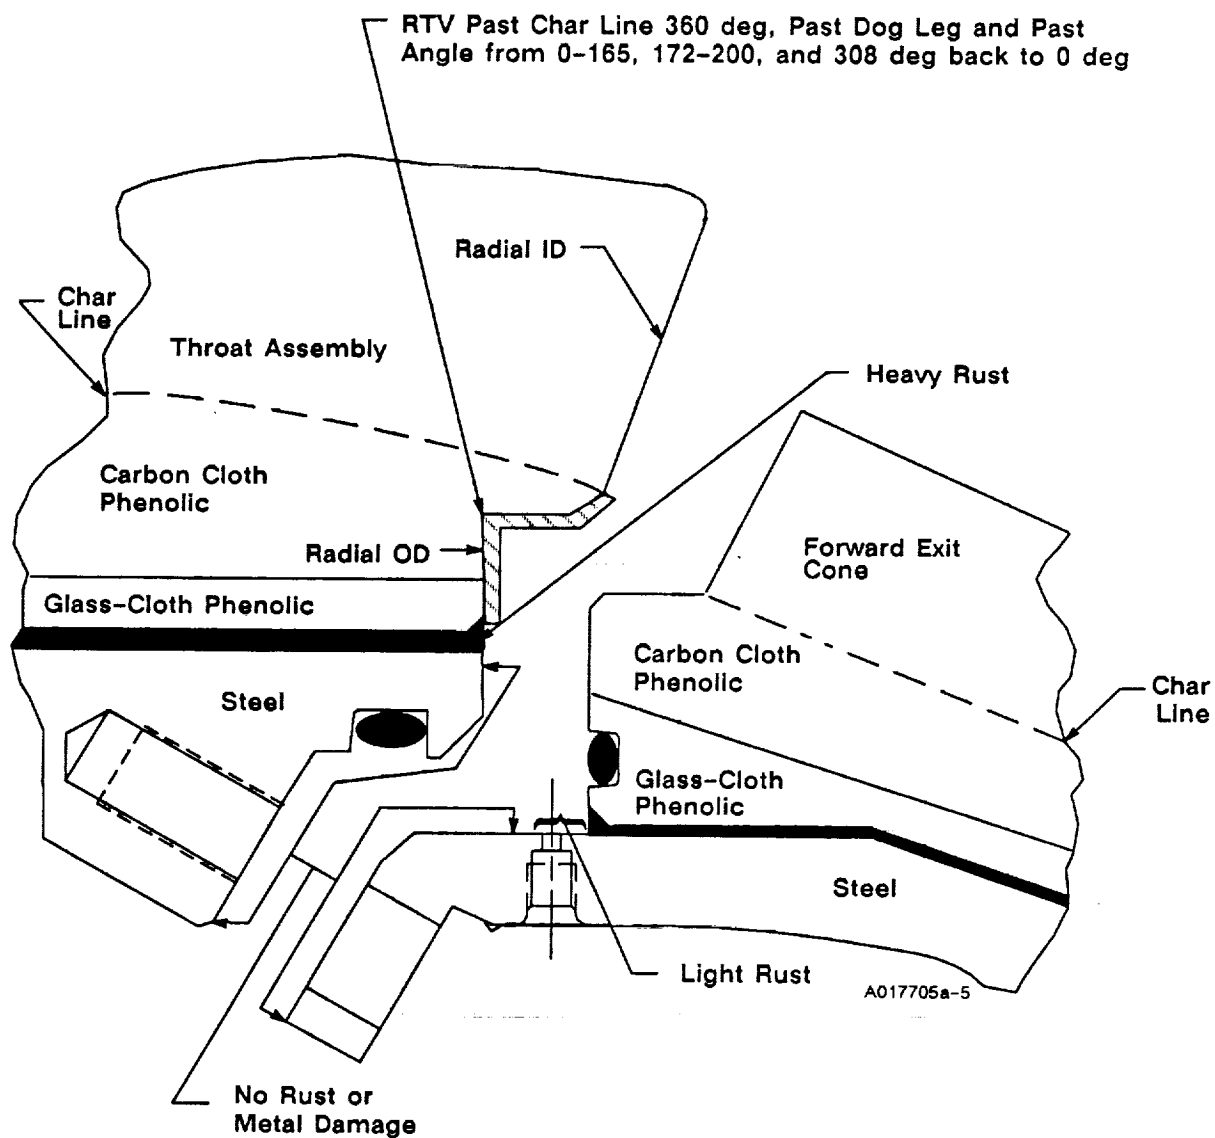 RTV Past Char Line 360 deg, Past Dog Leg and Past
Angle from 0-165, 172-200, and 308 deg back to 0 deg
Radial ID
Char
Line
Throat Assembly
Heavy Rust
Carbon Cloth
Phenolic
Radial OD
Forward Exit
Cone
Glass-Cloth Phenolic
Carbon Cloth
Phenolic
Steel
Char
Line
Glass-Cloth
Phenolic
Steel
Light Rust
A017705a-5
No Rust or
Metal Damage